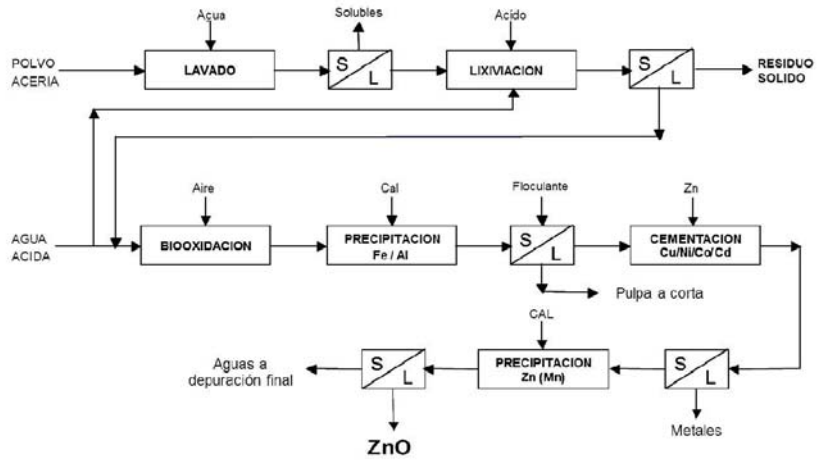 Agua
Solubles
Acido
POLVO
ACERIA
LAVADO
S
L
LIXIVIACION
S
L
RESIDUO
SOLIDO
Aire
Cal
Floculante
Zn
AGUA
ACIDA
BIOOXIDACION
PRECIPITACION
Fe / Al
S
L
CEMENTACION
Cu/Ni/Co/Cd
Pulpa a corta
CAL
Aguas a
depuración final
S
L
PRECIPITACION
Zn (Mn)
S
L
Metales
ZnO